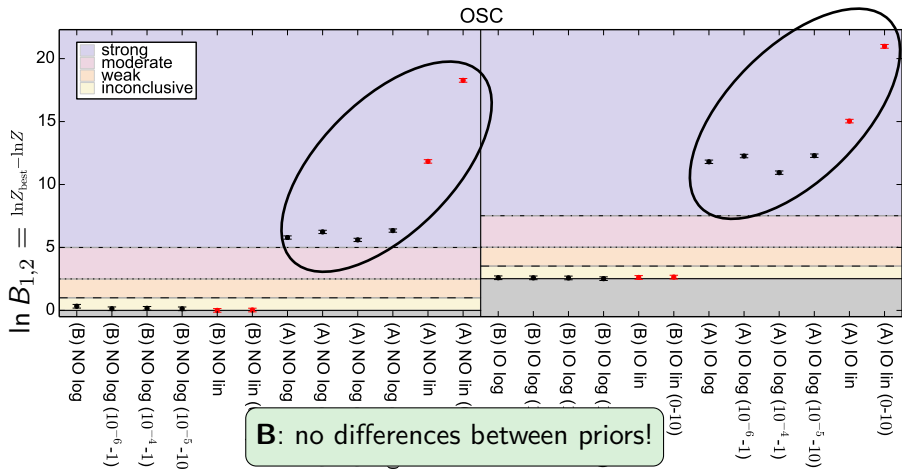 OSC
strong
moderate
weak
inconclusive
20
15
10
5
0
ln B₁,₂ = lnZ_best−lnZ
(B) NO log
(B) NO log (10⁻⁶-1)
(B) NO log (10⁻⁴-1)
(B) NO log (10⁻⁵-10
(B) NO lin
(B) NO lin (
(A) NO log
(A) NO log
(A) NO log
(A) NO log
(A) NO lin
(A) NO lin
(B) IO log
(B) IO log
(B) IO log
(B) IO log
(B) IO lin
(B) IO lin (0-10)
(A) IO log
(A) IO log (10⁻⁶-1)
(A) IO log (10⁻⁴-1)
(A) IO log (10⁻⁵-10)
(A) IO lin
(A) IO lin (0-10)
B: no differences between priors!